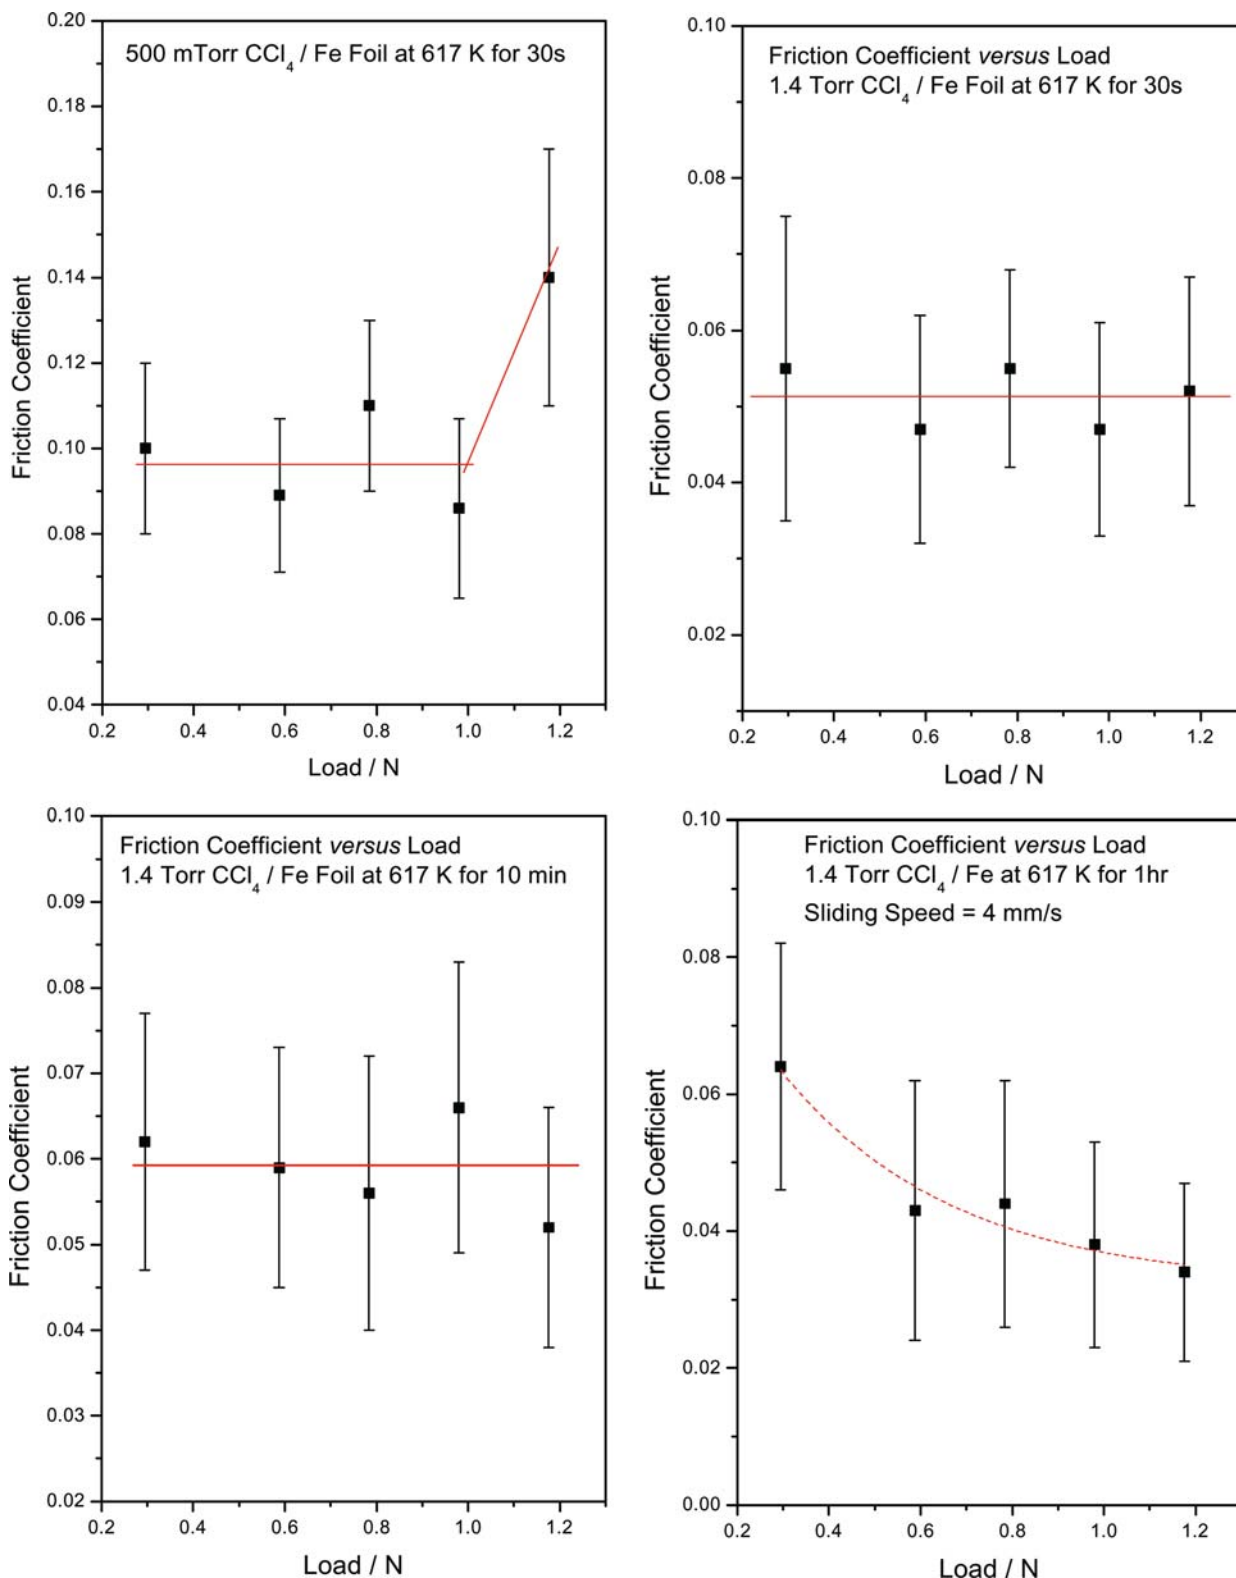 500 mTorr CCl4 / Fe Foil at 617 K for 30s
0.20
0.18
0.16
0.14
0.12
0.10
0.08
0.06
0.04
Friction Coefficient
0.2 0.4 0.6 0.8 1.0 1.2
Load / N
Friction Coefficient versus Load
1.4 Torr CCl4 / Fe Foil at 617 K for 30s
0.10
0.08
0.06
0.04
0.02
Friction Coefficient
0.2 0.4 0.6 0.8 1.0 1.2
Load / N
Friction Coefficient versus Load
1.4 Torr CCl4 / Fe Foil at 617 K for 10 min
0.10
0.09
0.08
0.07
0.06
0.05
0.04
0.03
0.02
Friction Coefficient
0.2 0.4 0.6 0.8 1.0 1.2
Load / N
Friction Coefficient versus Load
1.4 Torr CCl4 / Fe at 617 K for 1hr
Sliding Speed = 4 mm/s
0.10
0.08
0.06
0.04
0.02
0.00
Friction Coefficient
0.2 0.4 0.6 0.8 1.0 1.2
Load / N